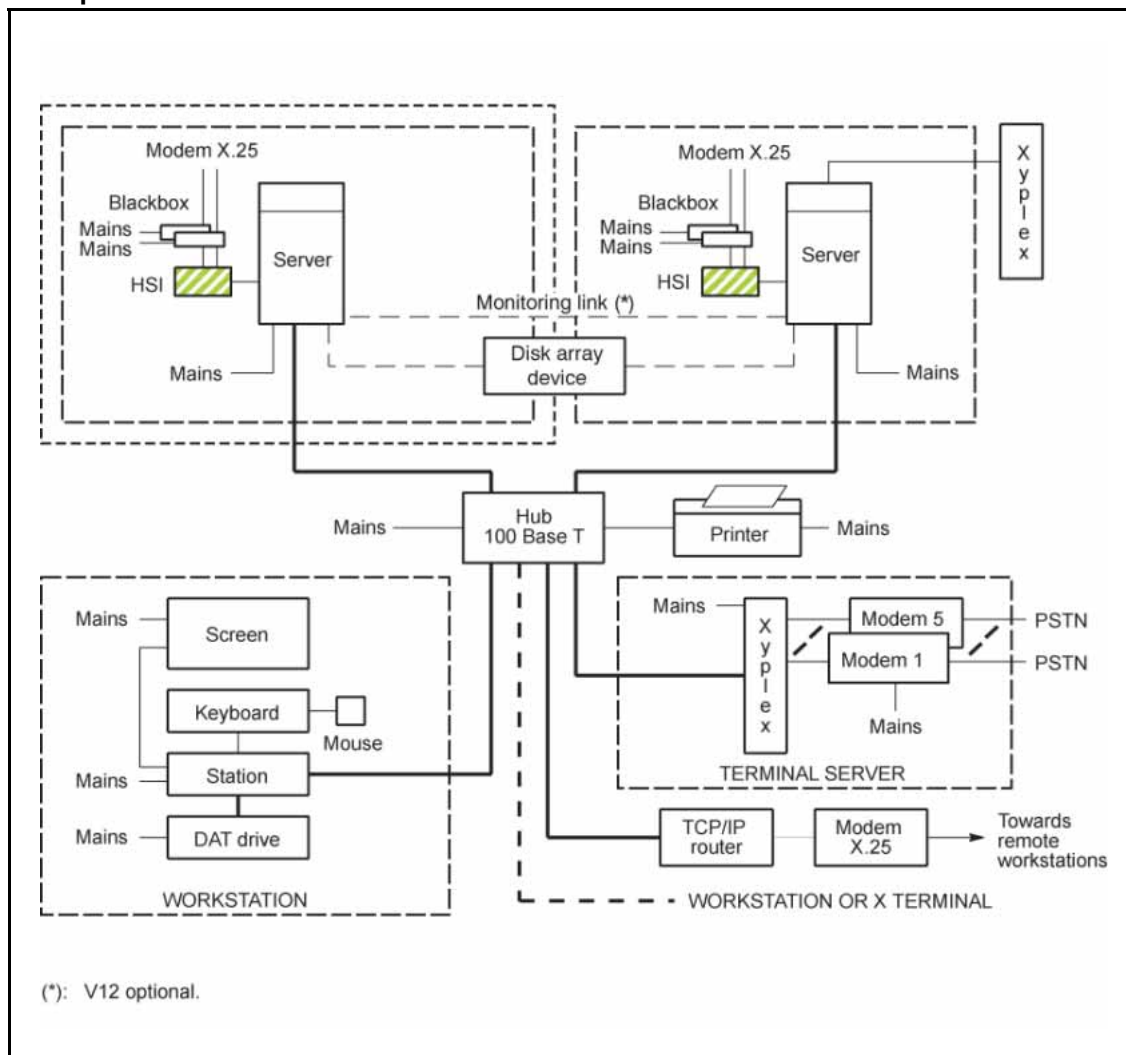 Modem X.25
Blackbox
Mains
Mains
HSI
Server
Mains
Modem X.25
Blackbox
Mains
Mains
HSI
Server
Mains
Xyplex
Monitoring link (*)
Disk array
device
Mains
Hub
100 Base T
Printer
Mains
Mains
Screen
Keyboard
Mouse
Mains
Station
Mains
DAT drive
WORKSTATION
Mains
Xyplex
Modem 5
Modem 1
PSTN
PSTN
Mains
TERMINAL SERVER
TCP/IP
router
Modem
X.25
Towards
remote
workstations
WORKSTATION OR X TERMINAL
(*): V12 optional.